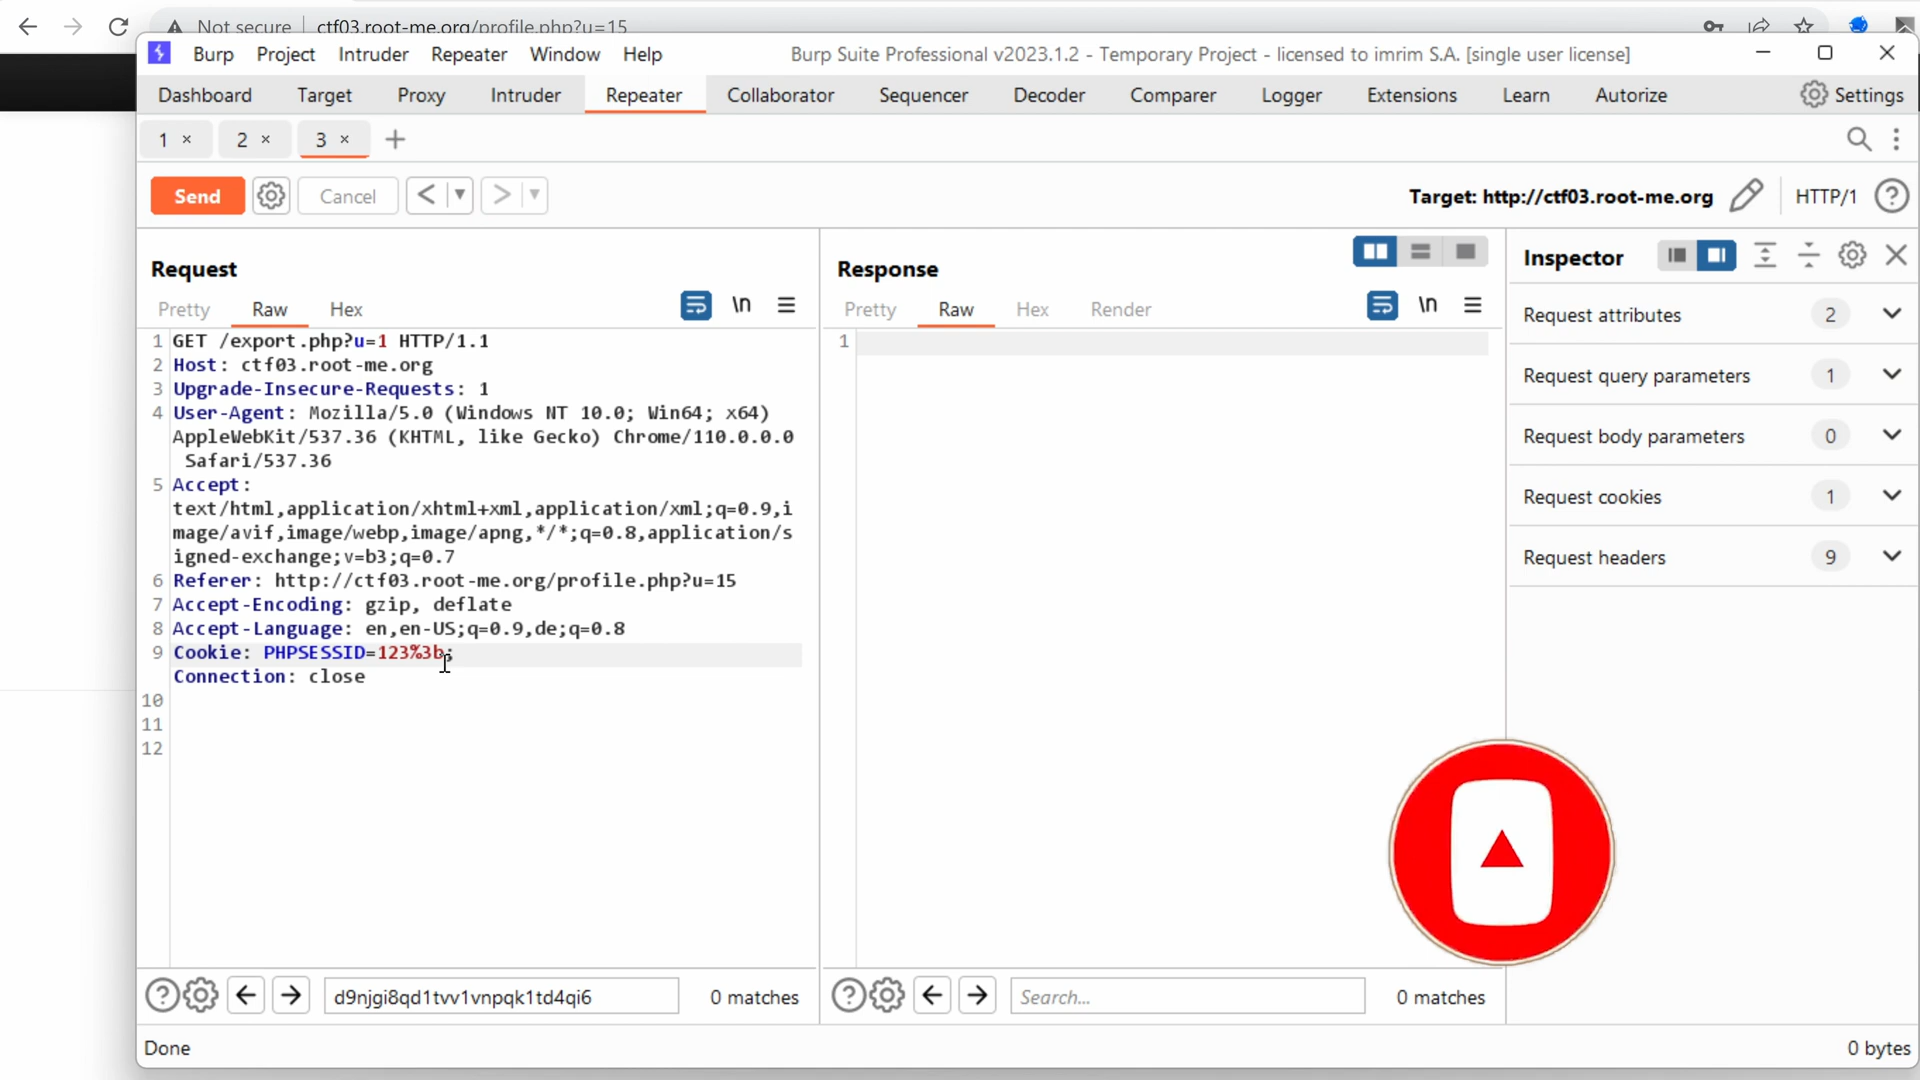 Not secure | ctf03.root-me.org/profile.php?u=15
Burp Project Intruder Repeater Window Help Burp Suite Professional v2023.1.2 - Temporary Project - licensed to imrim S.A. [single user license]
Dashboard Target Proxy Intruder Repeater Collaborator Sequencer Decoder Comparer Logger Extensions Learn Autorize Settings
1 × 2 × 3 × +
Send Cancel < > Target: http://ctf03.root-me.org HTTP/1 ?
Request
Pretty Raw Hex \n
1 GET /export.php?u=1 HTTP/1.1
2 Host: ctf03.root-me.org
3 Upgrade-Insecure-Requests: 1
4 User-Agent: Mozilla/5.0 (Windows NT 10.0; Win64; x64)
AppleWebKit/537.36 (KHTML, like Gecko) Chrome/110.0.0.0
Safari/537.36
5 Accept:
text/html,application/xhtml+xml,application/xml;q=0.9,i
mage/avif,image/webp,image/apng,*/*;q=0.8,application/s
igned-exchange;v=b3;q=0.7
6 Referer: http://ctf03.root-me.org/profile.php?u=15
7 Accept-Encoding: gzip, deflate
8 Accept-Language: en,en-US;q=0.9,de;q=0.8
9 Cookie: PHPSESSID=123%3b;
Connection: close
10
11
12
? d9njgi8qd1tvv1vnpqk1td4qi6 0 matches
Response
Pretty Raw Hex Render \n
1
? Search... 0 matches
Inspector
Request attributes 2
Request query parameters 1
Request body parameters 0
Request cookies 1
Request headers 9
Done 0 bytes